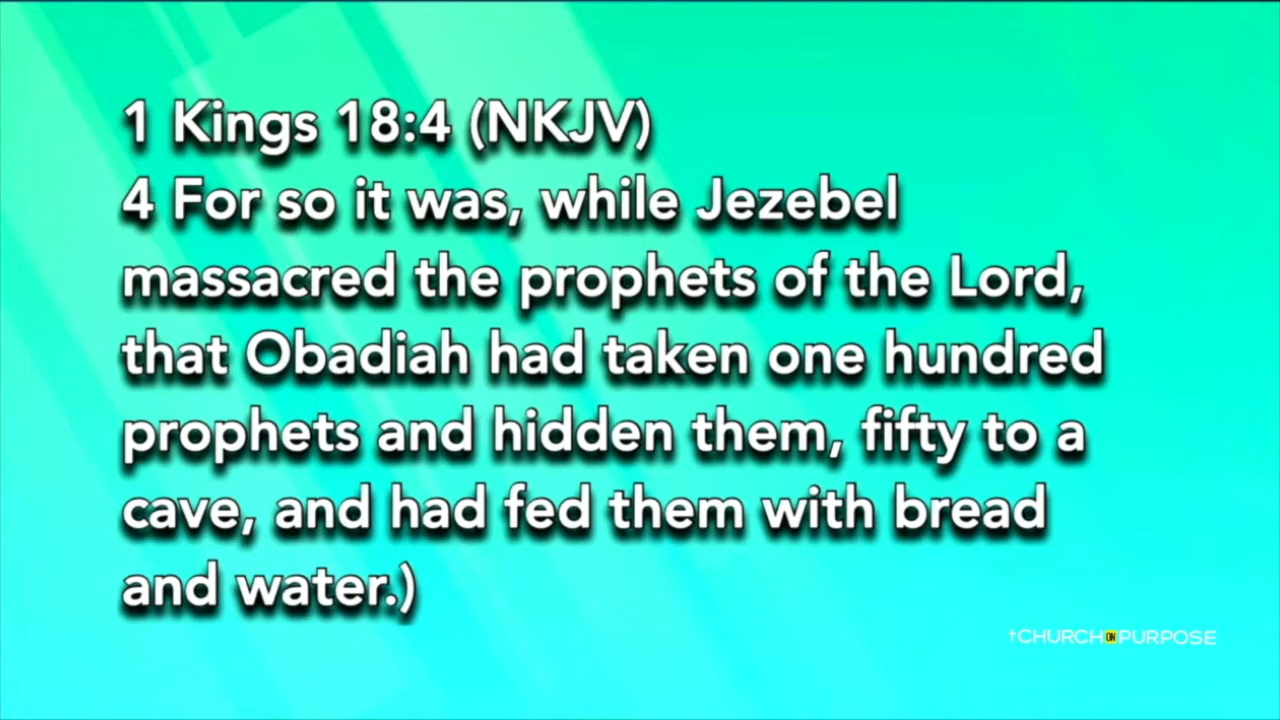 1 Kings 18:4 (NKJV)
4 For so it was, while Jezebel
massacred the prophets of the Lord,
that Obadiah had taken one hundred
prophets and hidden them, fifty to a
cave, and had fed them with bread
and water.)
CHURCH ON PURPOSE